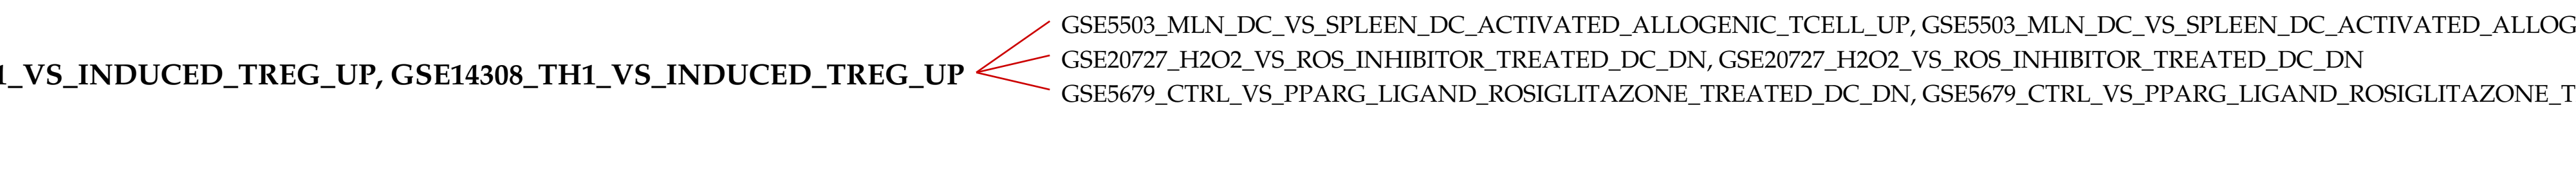 1_VS_INDUCED_TREG_UP, GSE14308_TH1_VS_INDUCED_TREG_UP
GSE5503_MLN_DC_VS_SPLEEN_DC_ACTIVATED_ALLOGENIC_TCELL_UP, GSE5503_MLN_DC_VS_SPLEEN_DC_ACTIVATED_ALLOG
GSE20727_H2O2_VS_ROS_INHIBITOR_TREATED_DC_DN, GSE20727_H2O2_VS_ROS_INHIBITOR_TREATED_DC_DN
GSE5679_CTRL_VS_PPARG_LIGAND_ROSIGLITAZONE_TREATED_DC_DN, GSE5679_CTRL_VS_PPARG_LIGAND_ROSIGLITAZONE_T